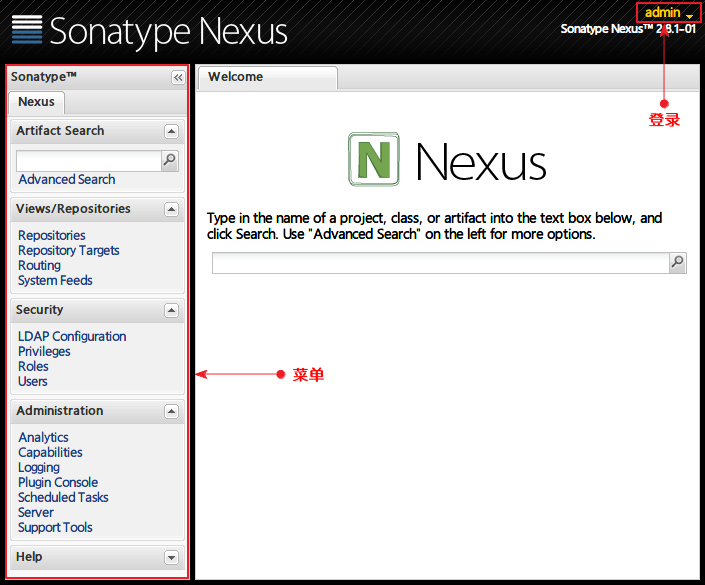 Sonatype Nexus
admin
Sonatype Nexus™ 2.8.1-01
登录
Sonatype™
Nexus
Artifact Search
Advanced Search
Views/Repositories
Repositories
Repository Targets
Routing
System Feeds
Security
LDAP Configuration
Privileges
Roles
Users
Administration
Analytics
Capabilities
Logging
Plugin Console
Scheduled Tasks
Server
Support Tools
Help
Welcome
N Nexus
Type in the name of a project, class, or artifact into the text box below, and
click Search. Use "Advanced Search" on the left for more options.
菜单